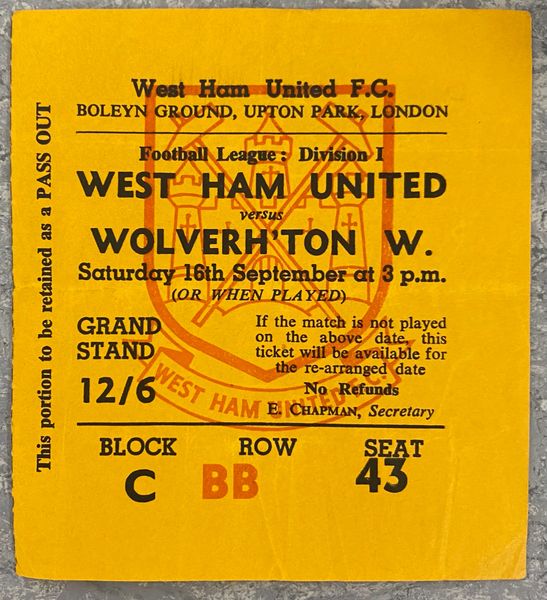 West Ham United F.C.
BOLEYN GROUND, UPTON PARK, LONDON
Football League: Division I
WEST HAM UNITED
versus
WOLVERH'TON W.
Saturday 16th September at 3 p.m.
(OR WHEN PLAYED)
GRAND
STAND
12/6
If the match is not played
on the above date, this
ticket will be available for
the re-arranged date
No Refunds
E. CHAPMAN, Secretary
WEST HAM UNITED F.C.
BLOCK ROW SEAT
C BB 43
This portion to be retained as a PASS OUT